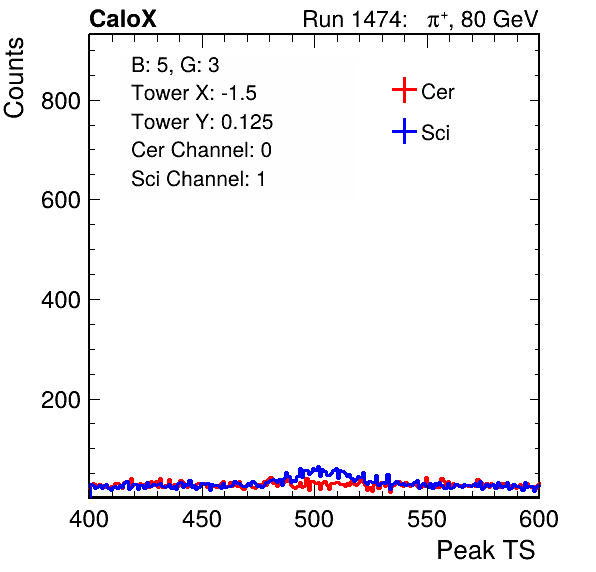 CaloX Run 1474: π⁺, 80 GeV
B: 5, G: 3
Tower X: -1.5
Tower Y: 0.125
Cer Channel: 0
Sci Channel: 1
Cer
Sci
Counts
800
600
400
200
400 450 500 550 600
Peak TS